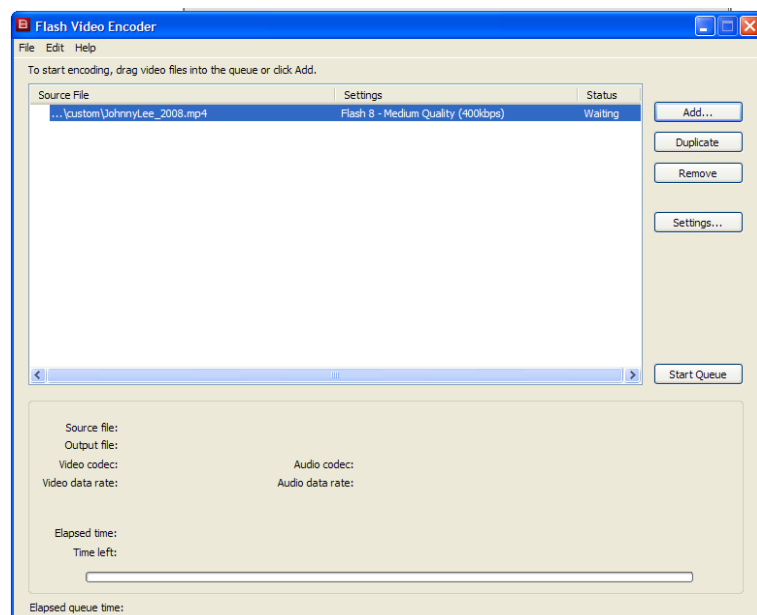 Flash Video Encoder
File Edit Help
To start encoding, drag video files into the queue or click Add.
Source File Settings Status
...\custom\JohnnyLee_2008.mp4 Flash 8 - Medium Quality (400kbps) Waiting
Add...
Duplicate
Remove
Settings...
Start Queue
Source file:
Output file:
Video codec: Audio codec:
Video data rate: Audio data rate:
Elapsed time:
Time left:
Elapsed queue time: